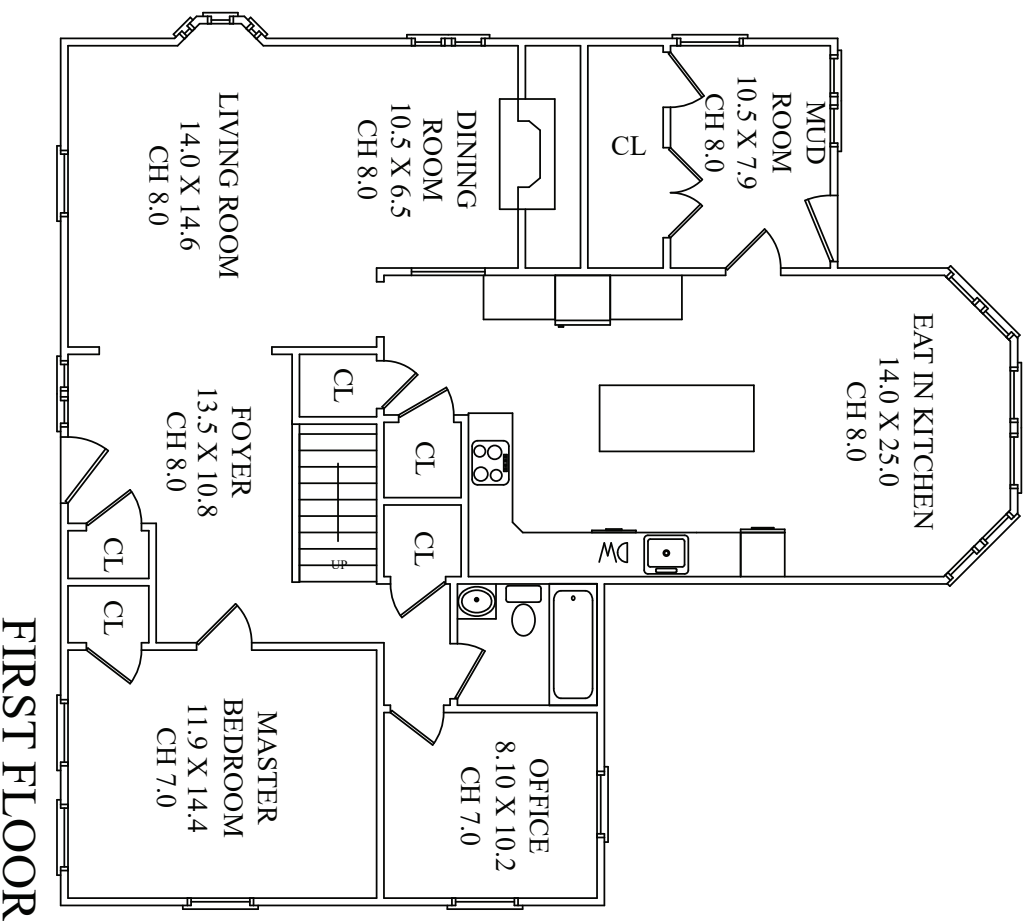 MUD
ROOM
10.5 X 7.9
CH 8.0
CL
DINING
ROOM
10.5 X 6.5
CH 8.0
LIVING ROOM
14.0 X 14.6
CH 8.0
EAT IN KITCHEN
14.0 X 25.0
CH 8.0
CL
CL
CL
UP
DW
FOYER
13.5 X 10.8
CH 8.0
CL
CL
OFFICE
8.10 X 10.2
CH 7.0
MASTER
BEDROOM
11.9 X 14.4
CH 7.0
FIRST FLOOR